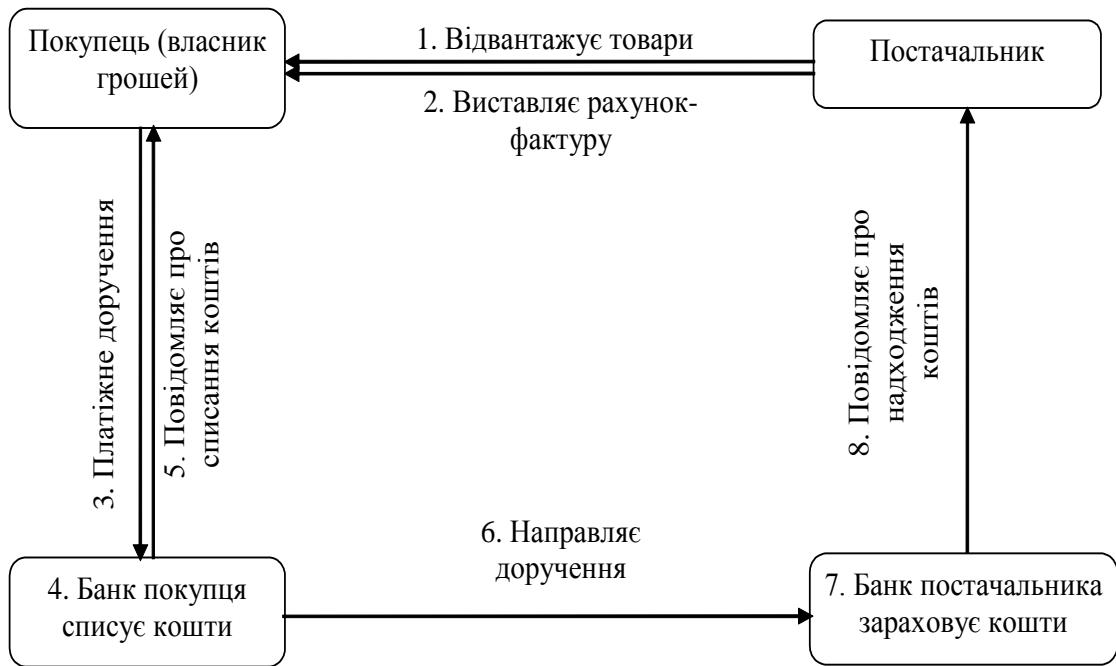 Покупець (власник
грошей)
1. Відвантажує товари
2. Виставляє рахунок-
фактуру
Постачальник
3. Платіжне доручення
5. Повідомляє про
списання коштів
8. Повідомляє про
надходження
коштів
4. Банк покупця
списує кошти
6. Направляє
доручення
7. Банк постачальника
зараховує кошти